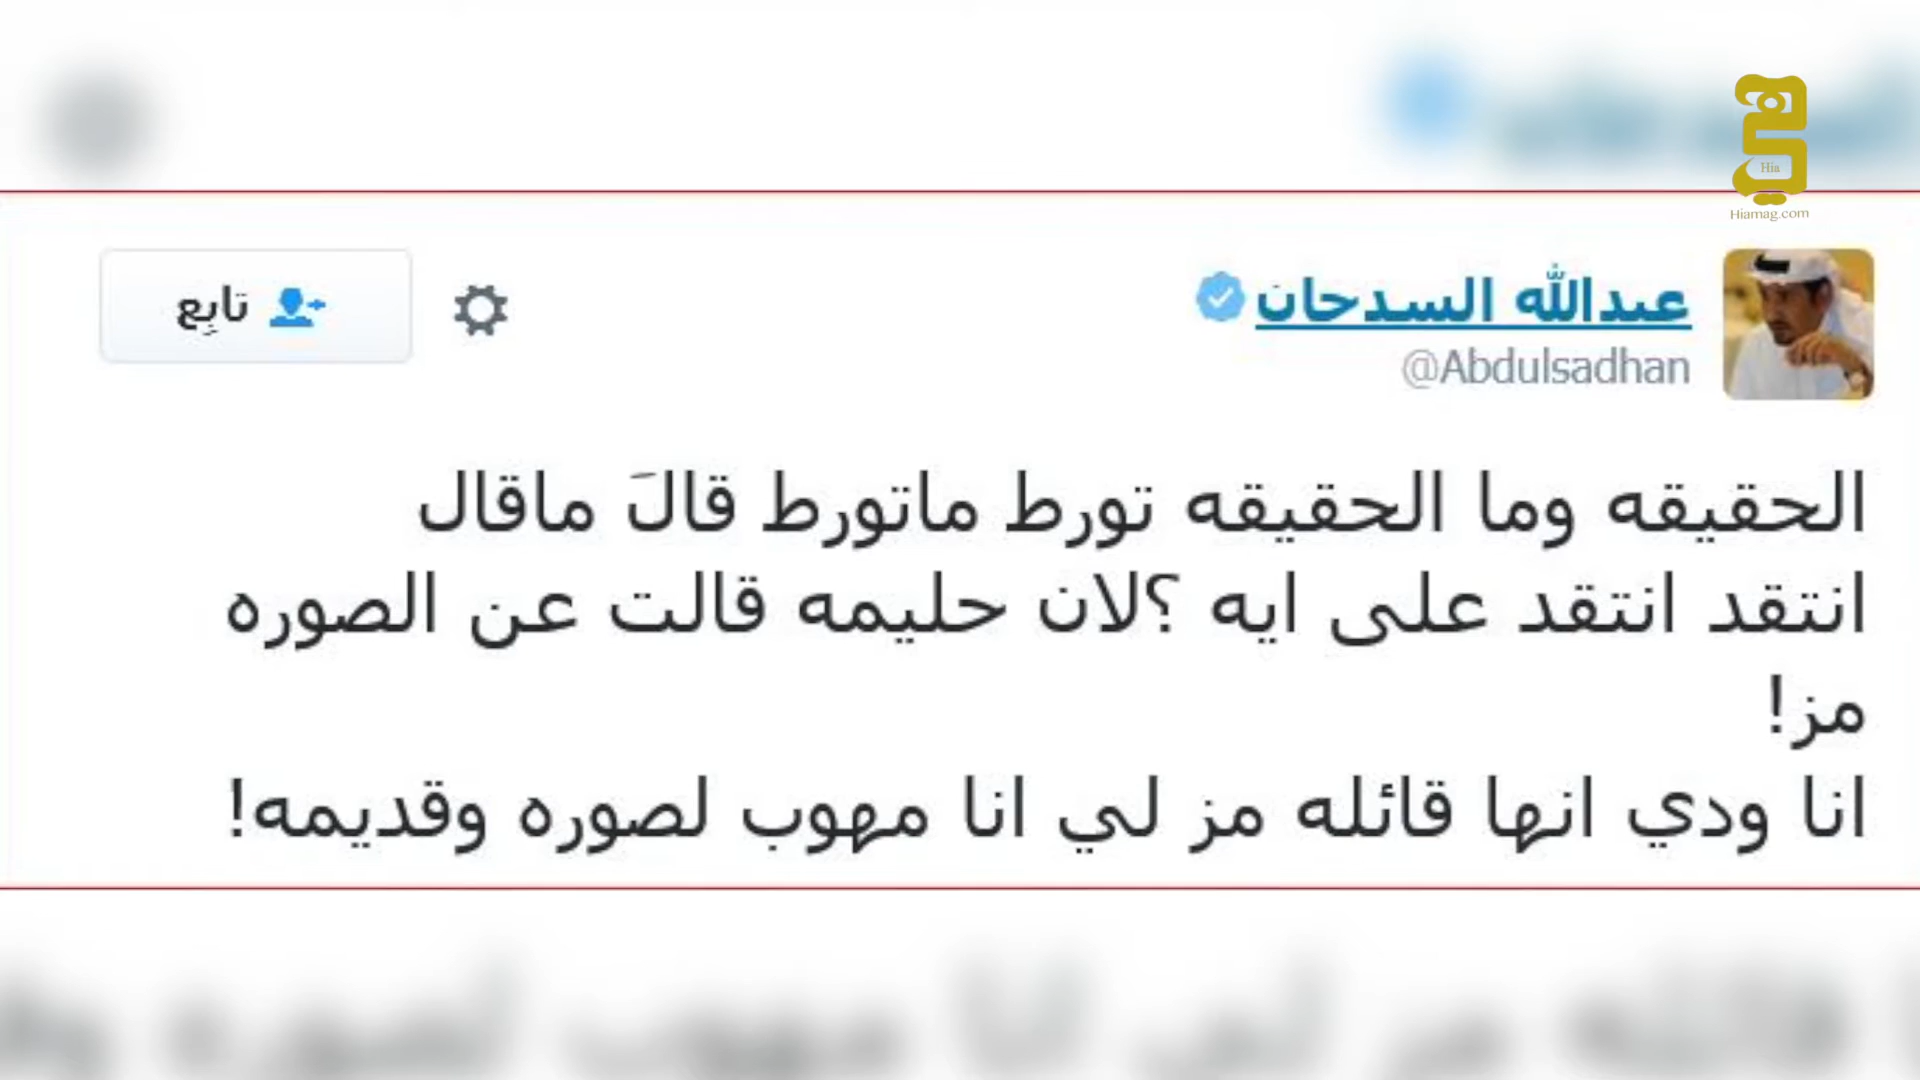 Hia
Hiamag.com
عبدالله السدحان
@Abdulsadhan
تابِع
الحقيقه وما الحقيقه تورط ماتورط قالَ ماقال
انتقد انتقد على ايه ؟لان حليمه قالت عن الصوره
مز!
انا ودي انها قائله مز لي انا مهوب لصوره وقديمه!